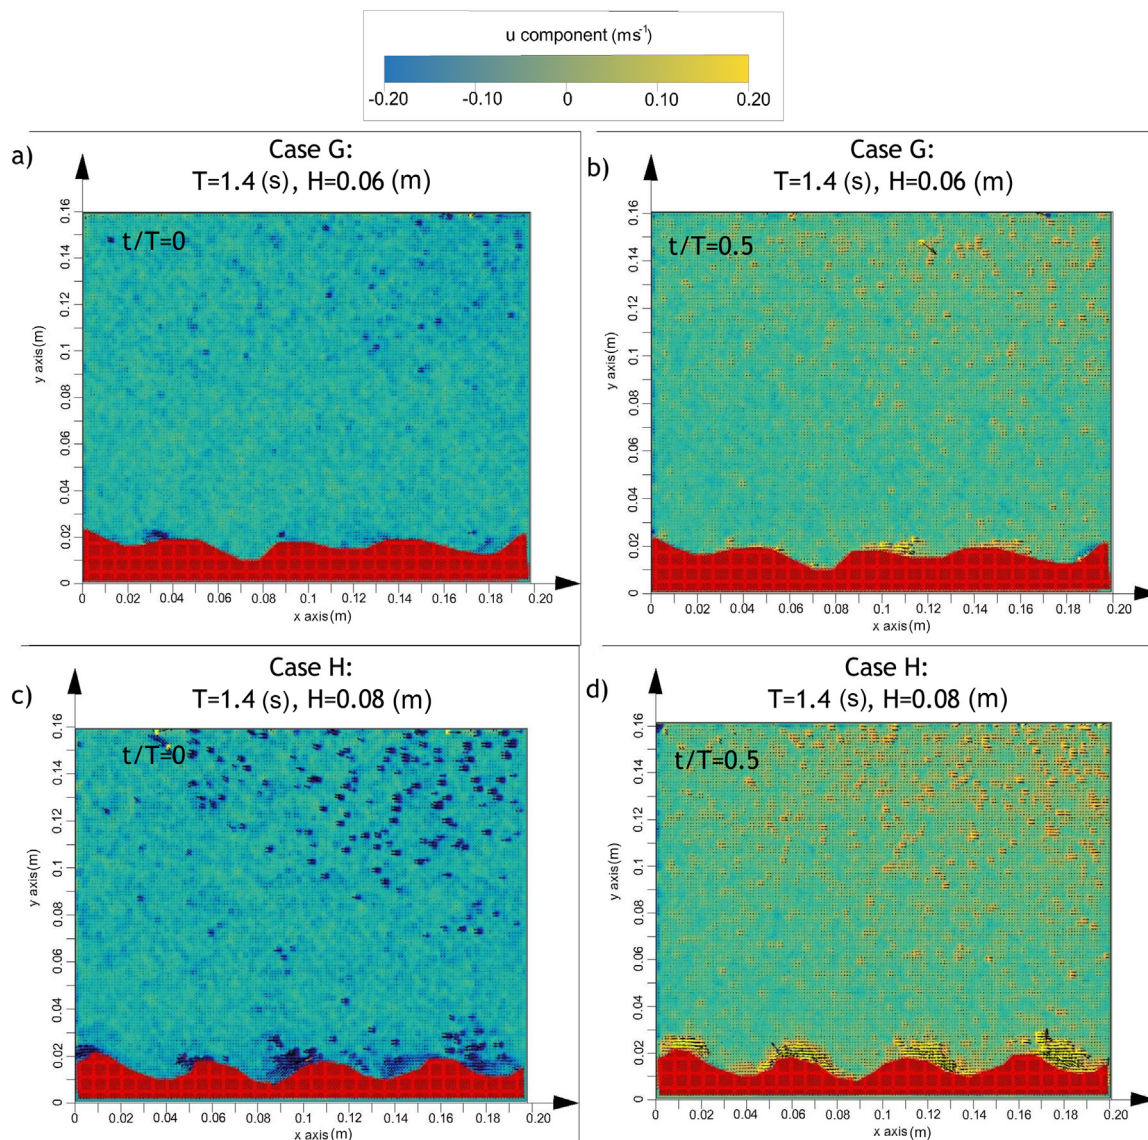 u component (ms⁻¹)
-0.20 -0.10 0 0.10 0.20
a)
Case G:
T=1.4 (s), H=0.06 (m)
t/T=0
y axis(m)
0.16
0.14
0.12
0.1
0.08
0.06
0.04
0.02
0
0 0.02 0.04 0.06 0.08 0.1 0.12 0.14 0.16 0.18 0.20
x axis(m)
b)
Case G:
T=1.4 (s), H=0.06 (m)
t/T=0.5
y axis(m)
0.16
0.14
0.12
0.1
0.08
0.06
0.04
0.02
0
0 0.02 0.04 0.06 0.08 0.1 0.12 0.14 0.16 0.18 0.20
x axis(m)
c)
Case H:
T=1.4 (s), H=0.08 (m)
t/T=0
y axis(m)
0.16
0.14
0.12
0.1
0.08
0.06
0.04
0.02
0
0 0.02 0.04 0.06 0.08 0.10 0.12 0.14 0.16 0.18 0.20
x axis(m)
d)
Case H:
T=1.4 (s), H=0.08 (m)
t/T=0.5
y axis(m)
0.16
0.14
0.12
0.1
0.08
0.06
0.04
0.02
0
0 0.02 0.04 0.06 0.08 0.10 0.12 0.14 0.16 0.18 0.20
x axis(m)